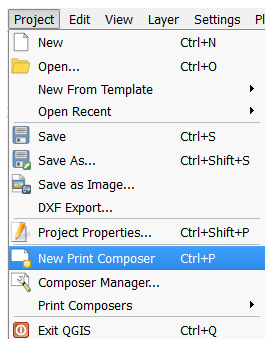 Project Edit View Layer Settings Pl
New Ctrl+N
Open... Ctrl+O
New From Template
Open Recent
Save Ctrl+S
Save As... Ctrl+Shift+S
Save as Image...
DXF Export...
Project Properties... Ctrl+Shift+P
New Print Composer Ctrl+P
Composer Manager...
Print Composers
Exit QGIS Ctrl+Q